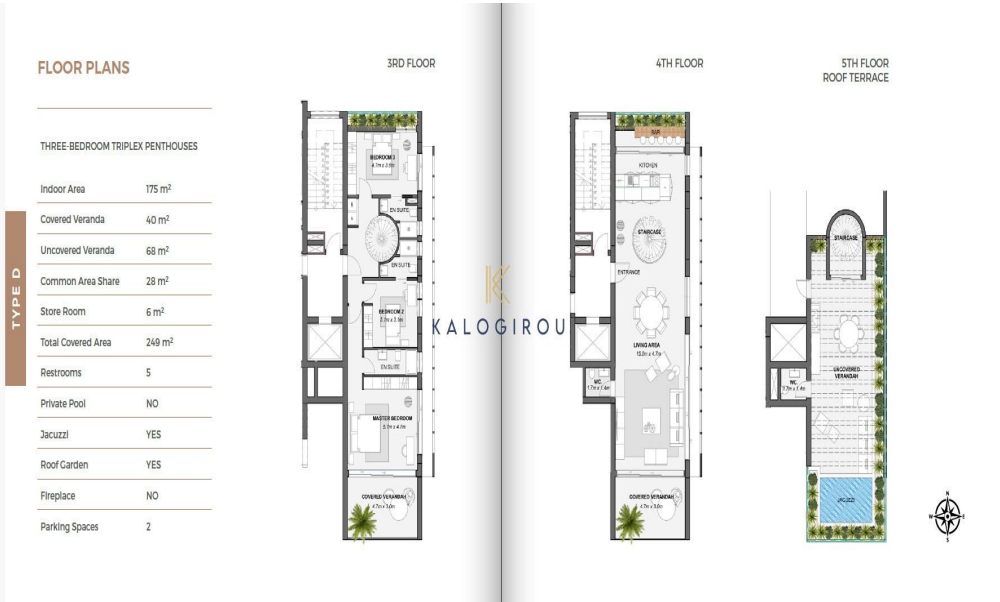 FLOOR PLANS
THREE-BEDROOM TRIPLEX PENTHOUSES
Indoor Area 175 m²
Covered Veranda 40 m²
Uncovered Veranda 68 m²
Common Area Share 28 m²
Store Room 6 m²
Total Covered Area 249 m²
Restrooms 5
Private Pool NO
Jacuzzi YES
Roof Garden YES
Fireplace NO
Parking Spaces 2
TYPE D
3RD FLOOR
BEDROOM 3
EN SUITE
EN SUITE
BEDROOM 2
EN SUITE
MASTER BEDROOM
COVERED VERANDAH
KALOGIROU
4TH FLOOR
BAR
KITCHEN
STAIRCASE
ENTRANCE
LIVING AREA
WC
COVERED VERANDAH
5TH FLOOR
ROOF TERRACE
STAIRCASE
UNCOVERED
VERANDAH
WC
JACUZZI
N
W E
S